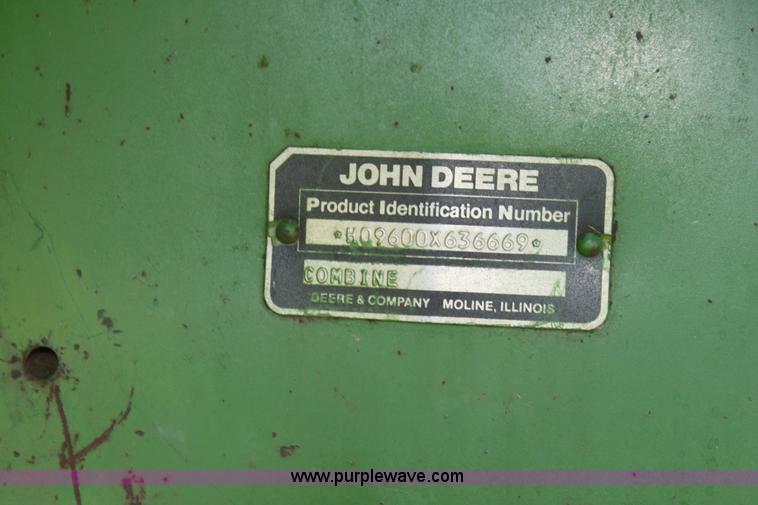 JOHN DEERE
Product Identification Number
*H09600X636669*
COMBINE
DEERE & COMPANY MOLINE, ILLINOIS
www.purplewave.com